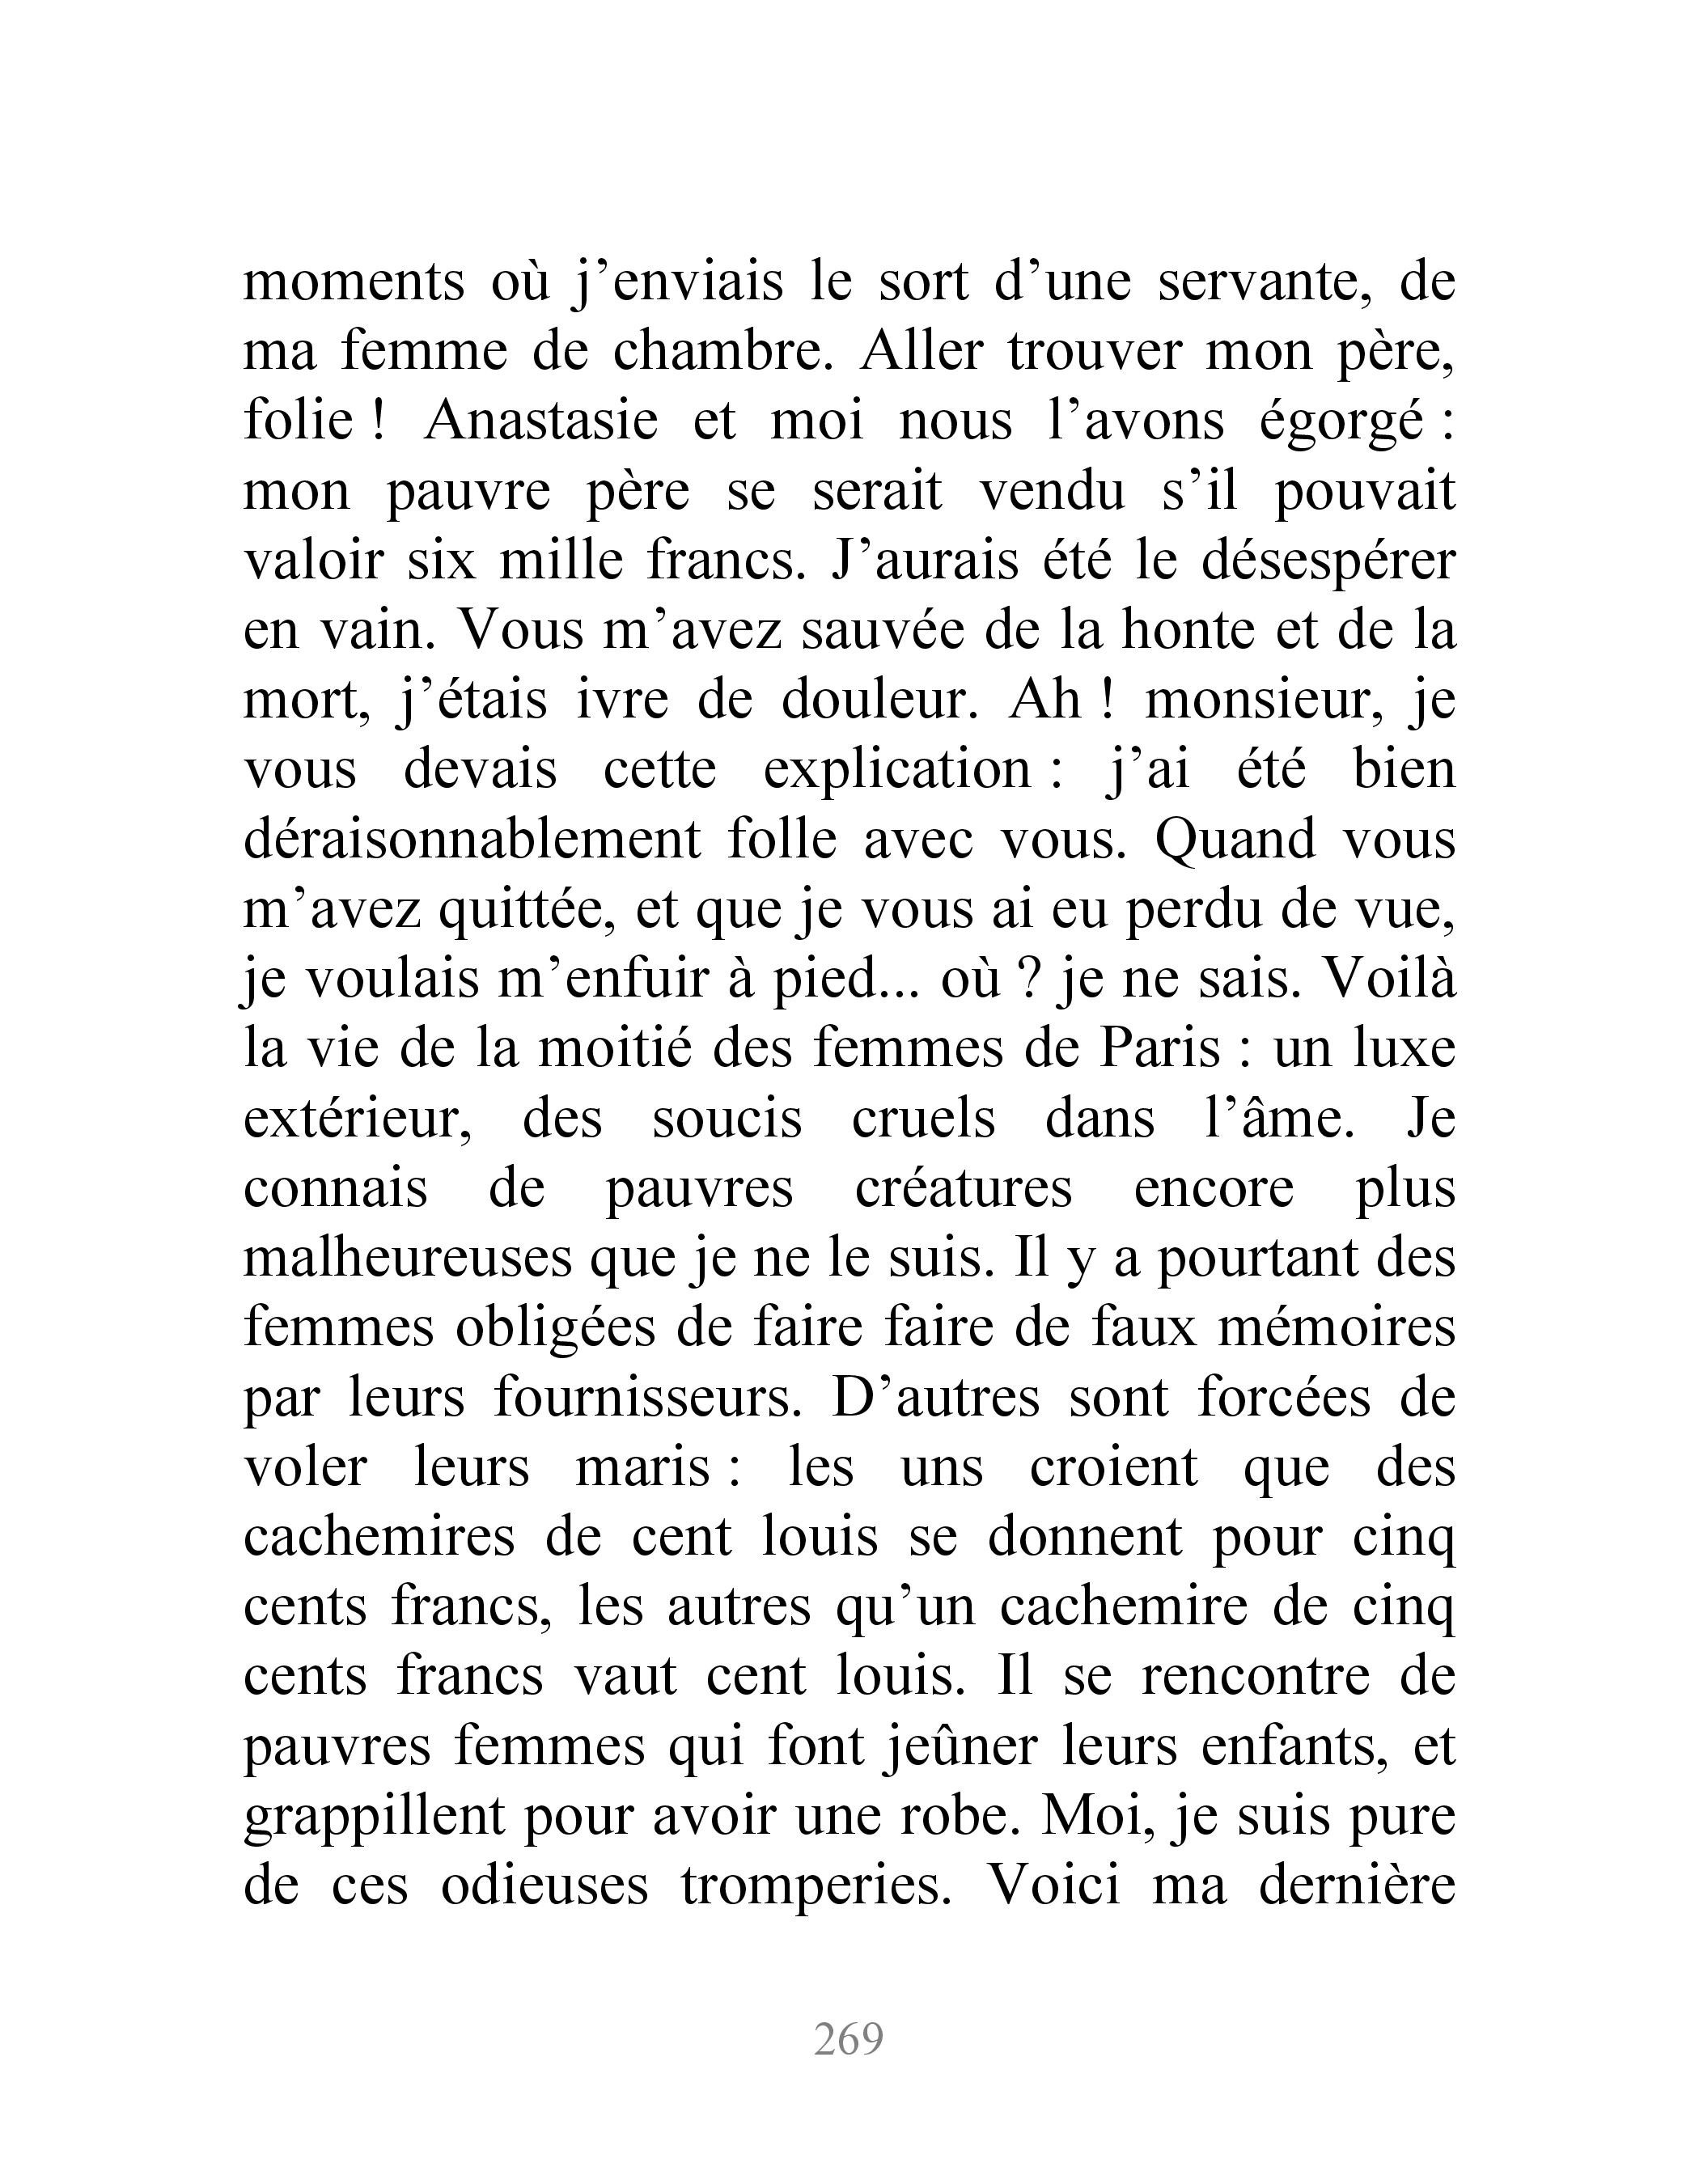 moments où j’enviais le sort d’une servante, de
ma femme de chambre. Aller trouver mon père,
folie ! Anastasie et moi nous l’avons égorgé :
mon pauvre père se serait vendu s’il pouvait
valoir six mille francs. J’aurais été le désespérer
en vain. Vous m’avez sauvée de la honte et de la
mort, j’étais ivre de douleur. Ah ! monsieur, je
vous devais cette explication : j’ai été bien
déraisonnablement folle avec vous. Quand vous
m’avez quittée, et que je vous ai eu perdu de vue,
je voulais m’enfuir à pied... où ? je ne sais. Voilà
la vie de la moitié des femmes de Paris : un luxe
extérieur, des soucis cruels dans l’âme. Je
connais de pauvres créatures encore plus
malheureuses que je ne le suis. Il y a pourtant des
femmes obligées de faire faire de faux mémoires
par leurs fournisseurs. D’autres sont forcées de
voler leurs maris : les uns croient que des
cachemires de cent louis se donnent pour cinq
cents francs, les autres qu’un cachemire de cinq
cents francs vaut cent louis. Il se rencontre de
pauvres femmes qui font jeûner leurs enfants, et
grappillent pour avoir une robe. Moi, je suis pure
de ces odieuses tromperies. Voici ma dernière
269